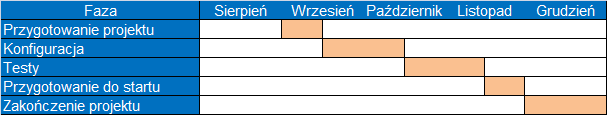 Faza Sierpień Wrzesień Październik Listopad Grudzień
Przygotowanie projektu
Konfiguracja
Testy
Przygotowanie do startu
Zakończenie projektu